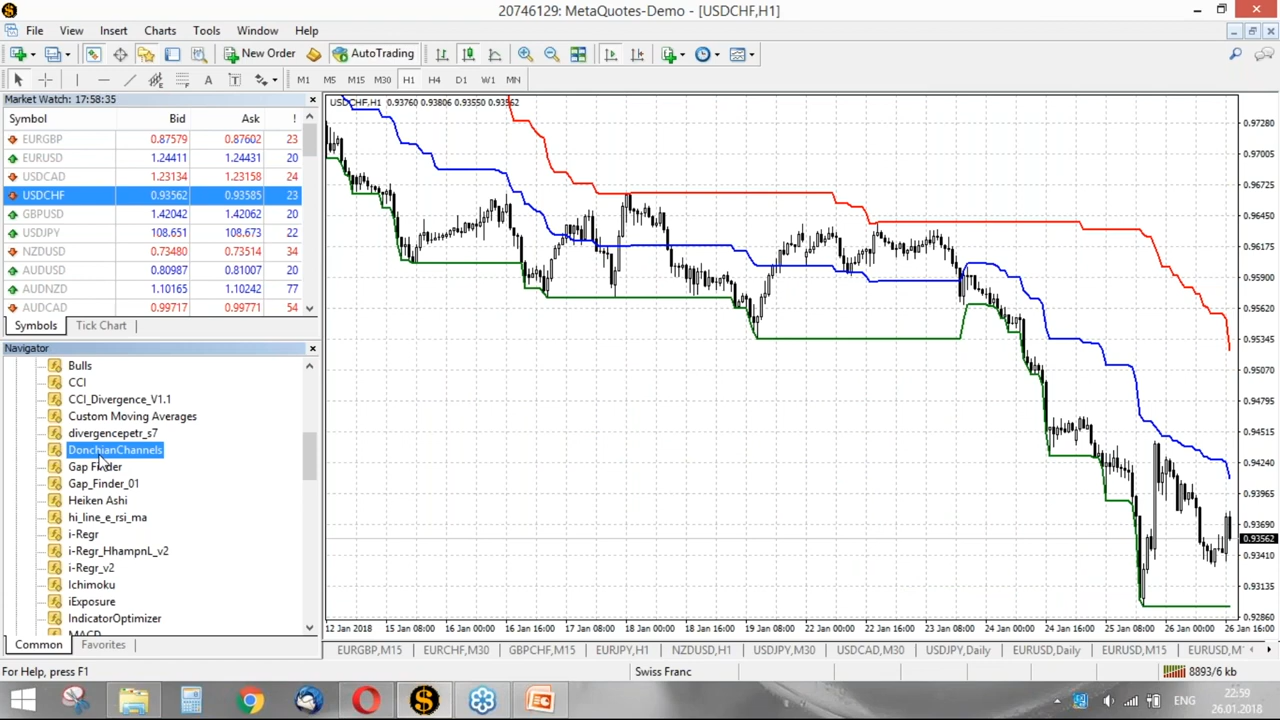 20746129: MetaQuotes-Demo - [USDCHF,H1]
File View Insert Charts Tools Window Help
New Order AutoTrading
A T M1 M5 M15 M30 H1 H4 D1 W1 MN
Market Watch: 17:58:35
Symbol Bid Ask !
EURGBP 0.87579 0.87602 23
EURUSD 1.24411 1.24431 20
USDCAD 1.23134 1.23158 24
USDCHF 0.93562 0.93585 23
GBPUSD 1.42042 1.42062 20
USDJPY 108.651 108.673 22
NZDUSD 0.73480 0.73514 34
AUDUSD 0.80987 0.81007 20
AUDNZD 1.10165 1.10242 77
AUDCAD 0.99717 0.99771 54
Symbols Tick Chart
Navigator
Bulls
CCI
CCI_Divergence_V1.1
Custom Moving Averages
divergencepetr_s7
DonchianChannels
Gap Finder
Gap_Finder_01
Heiken Ashi
hi_line_e_rsi_ma
i-Regr
i-Regr_HhampnL_v2
i-Regr_v2
Ichimoku
iExposure
IndicatorOptimizer
MACD
Common Favorites
USDCHF,H1 0.93760 0.93806 0.93550 0.93562
0.97280
0.97005
0.96725
0.96450
0.96175
0.95900
0.95620
0.95345
0.95070
0.94795
0.94515
0.94240
0.93965
0.93690
0.93562
0.93410
0.93135
0.92860
12 Jan 2018 15 Jan 08:00 16 Jan 00:00 16 Jan 16:00 17 Jan 08:00 18 Jan 00:00 18 Jan 16:00 19 Jan 08:00 22 Jan 00:00 22 Jan 16:00 23 Jan 08:00 24 Jan 00:00 24 Jan 16:00 25 Jan 08:00 26 Jan 00:00 26 Jan 16:00
EURGBP,M15 EURCHF,M30 GBPCHF,M15 EURJPY,H1 NZDUSD,H1 USDJPY,M30 USDCAD,M30 USDJPY,Daily EURUSD,Daily EURUSD,M15
For Help, press F1 Swiss Franc 8893/6 kb
ENG
22:59
26.01.2018